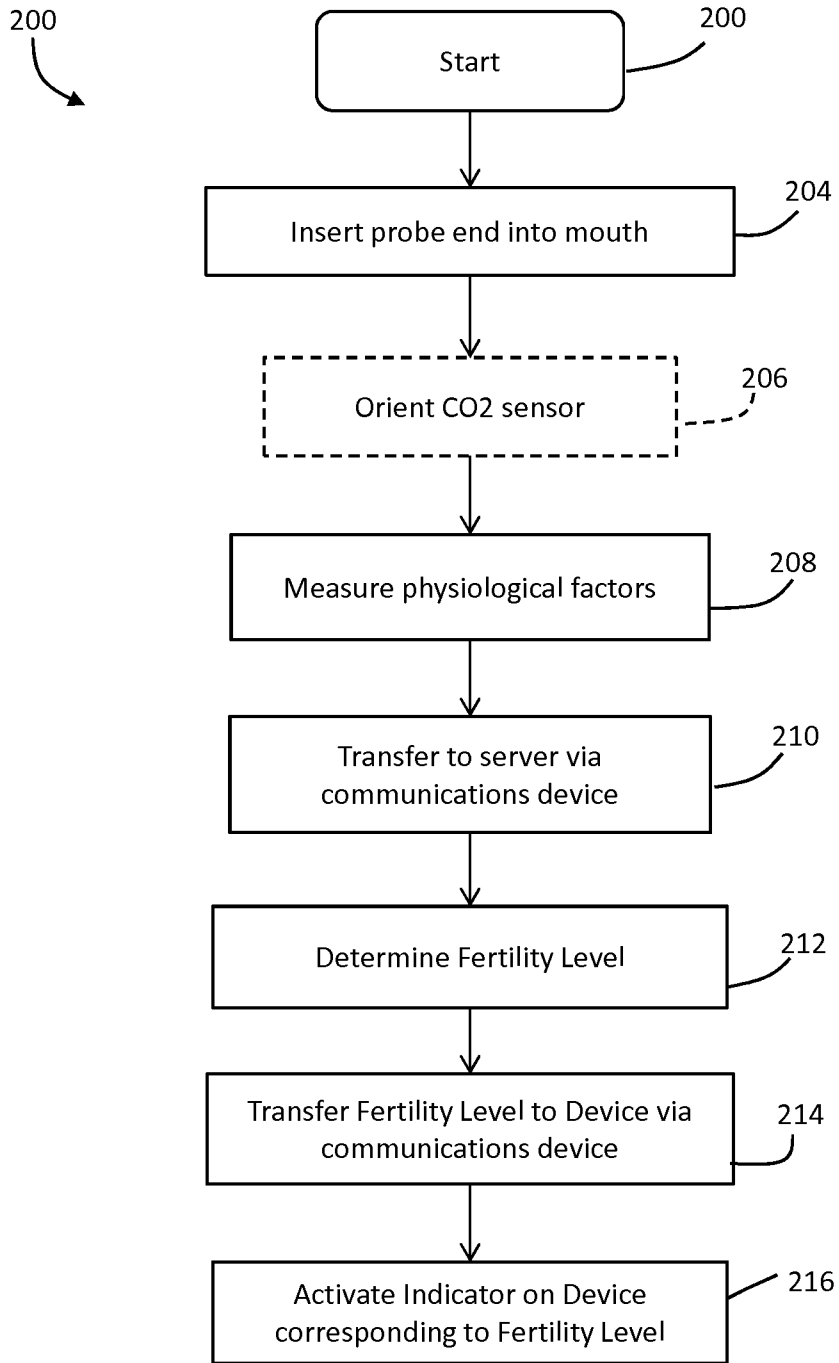 200
Start
200
Insert probe end into mouth
204
Orient CO2 sensor
206
Measure physiological factors
208
Transfer to server via
communications device
210
Determine Fertility Level
212
Transfer Fertility Level to Device via
communications device
214
Activate Indicator on Device
corresponding to Fertility Level
216